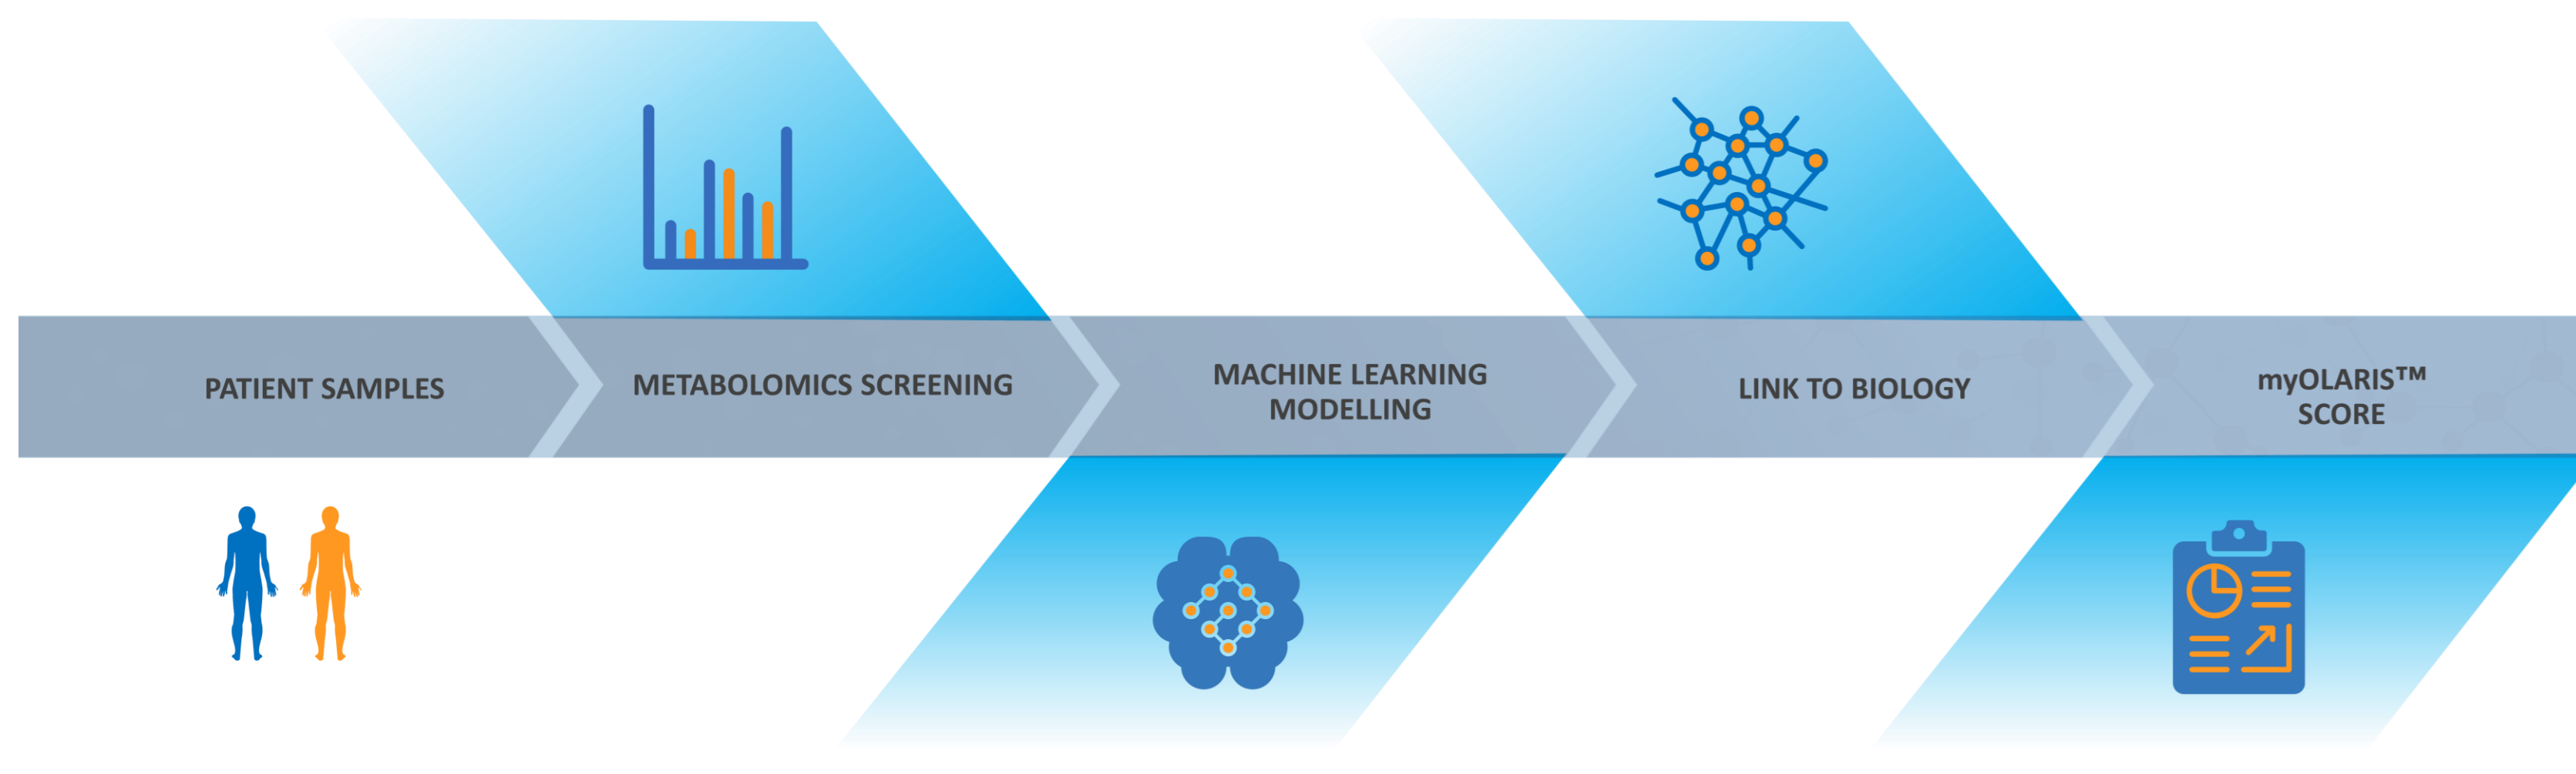 PATIENT SAMPLES
METABOLOMICS SCREENING
MACHINE LEARNING
MODELLING
LINK TO BIOLOGY
myOLARIS™
SCORE